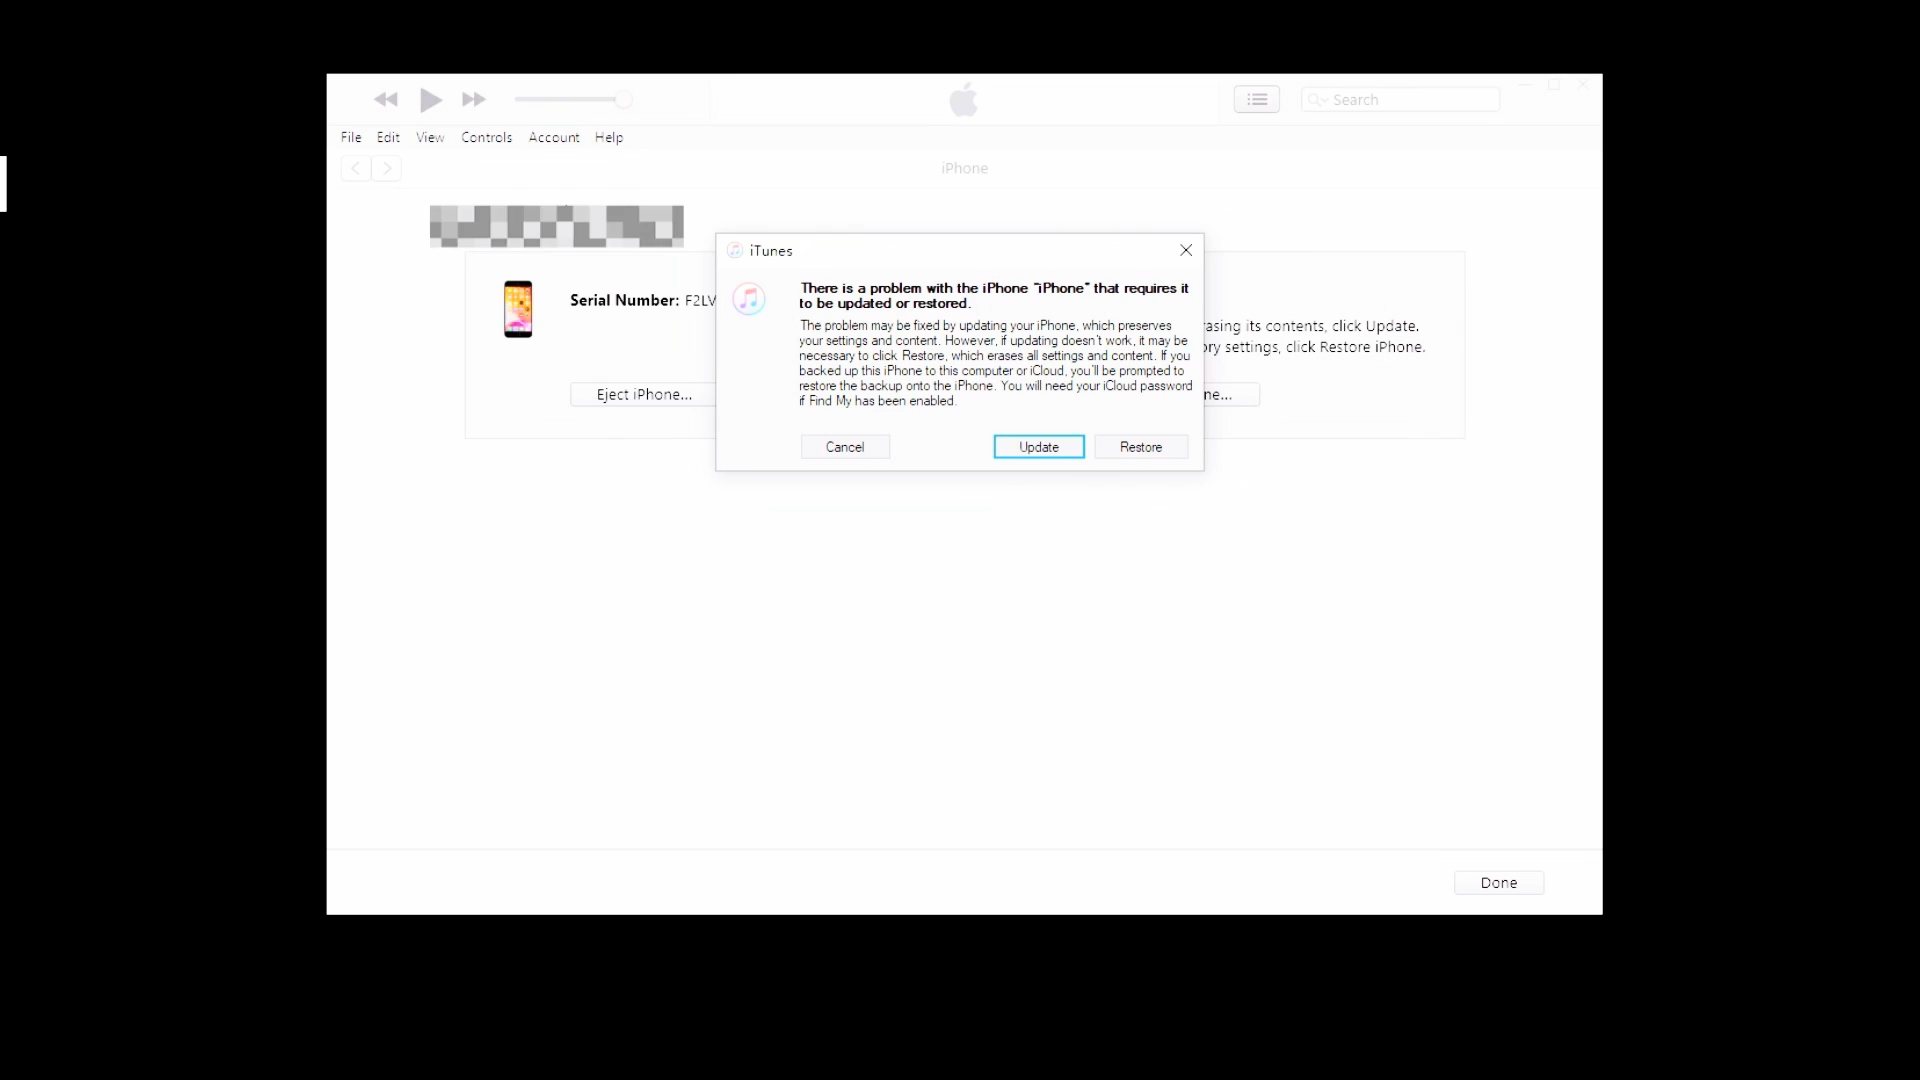 Search
File Edit View Controls Account Help
iPhone
iTunes
There is a problem with the iPhone "iPhone" that requires it
to be updated or restored.
The problem may be fixed by updating your iPhone, which preserves
your settings and content. However, if updating doesn't work, it may be
necessary to click Restore, which erases all settings and content. If you
backed up this iPhone to this computer or iCloud, you'll be prompted to
restore the backup onto the iPhone. You will need your iCloud password
if Find My has been enabled.
Cancel Update Restore
Serial Number: F2LV
Eject iPhone...
its contents, click Update.
settings, click Restore iPhone.
Done